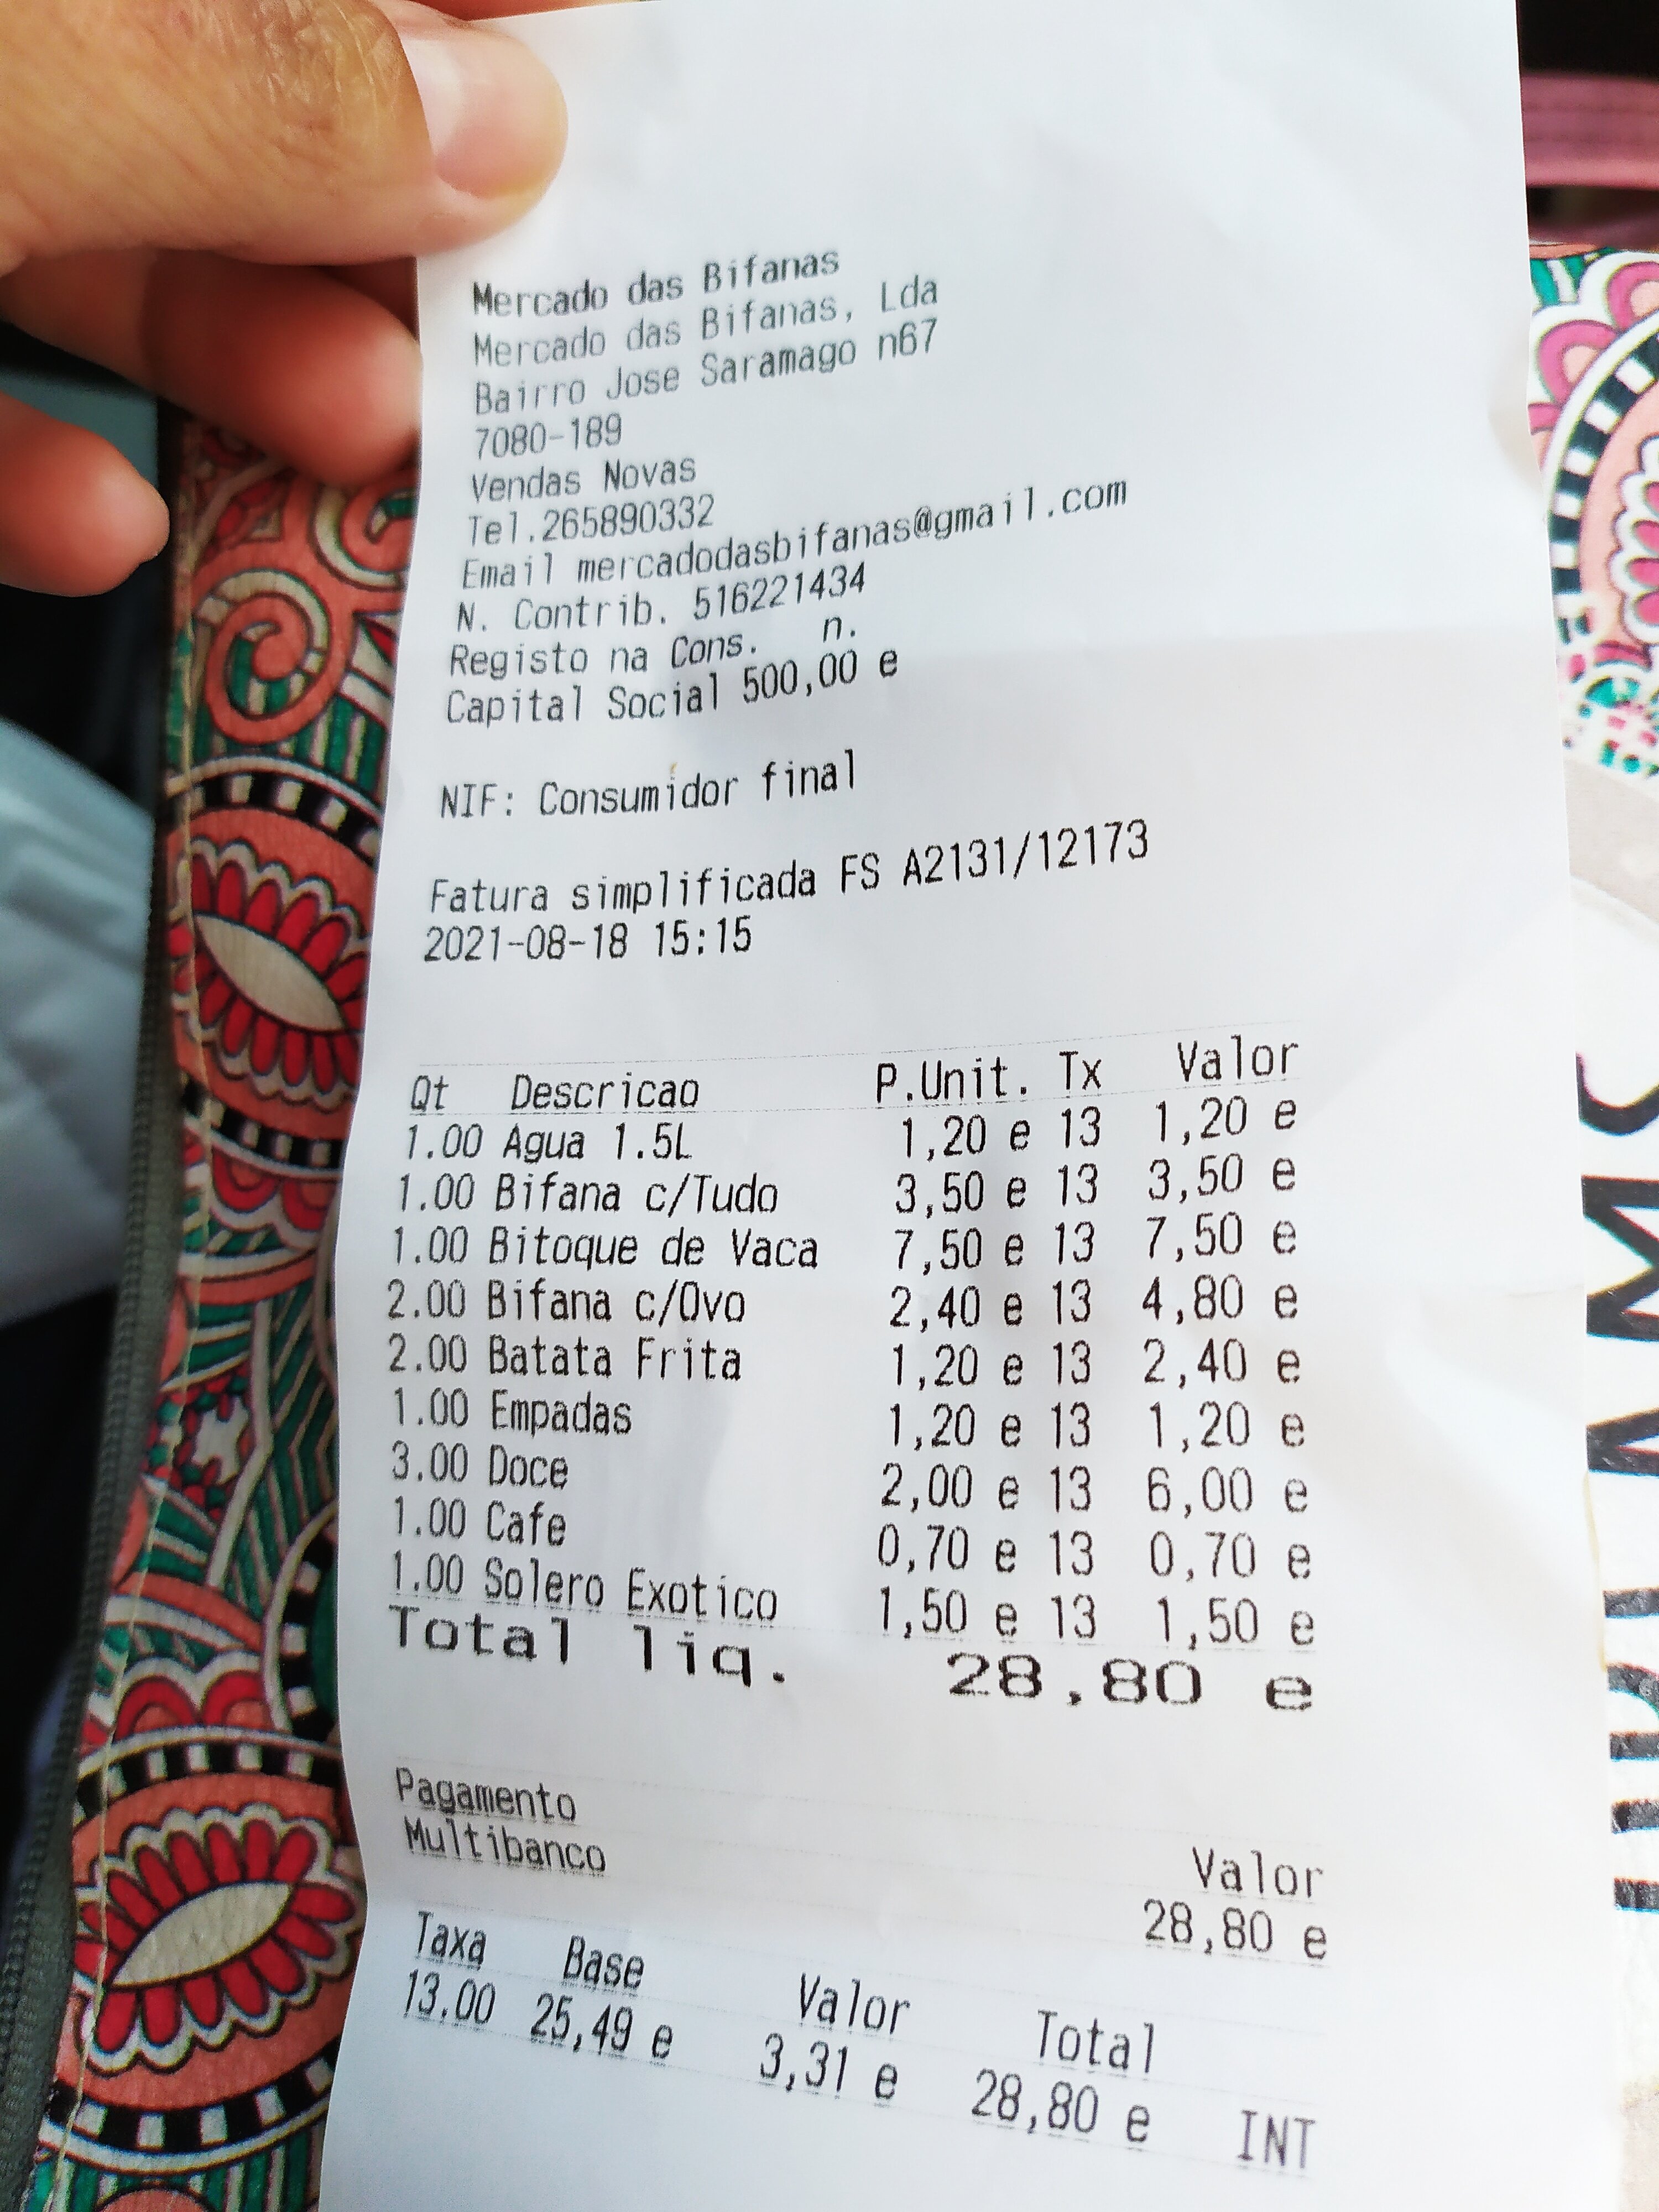 Mercado das Bifanas
Mercado das Bifanas, Lda
Bairro Jose Saramago n67
7080-189
Vendas Novas
Tel.265890332
Email mercadodasbifanas@gmail.com
N. Contrib. 516221434
Registo na Cons. n.
Capital Social 500,00 e
NIF: Consumidor final
Fatura simplificada FS A2131/12173
2021-08-18 15:15
Qt Descricao P.Unit. Tx Valor
1.00 Agua 1.5L 1,20 e 13 1,20 e
1.00 Bifana c/Tudo 3,50 e 13 3,50 e
1.00 Bitoque de Vaca 7,50 e 13 7,50 e
2.00 Bifana c/Ovo 2,40 e 13 4,80 e
2.00 Batata Frita 1,20 e 13 2,40 e
1.00 Empadas 1,20 e 13 1,20 e
3.00 Doce 2,00 e 13 6,00 e
1.00 Cafe 0,70 e 13 0,70 e
1.00 Solero Exotico 1,50 e 13 1,50 e
Total liq. 28,80 e
Pagamento Valor
Multibanco 28,80 e
Taxa Base Valor Total
13.00 25,49 e 3,31 e 28,80 e INT